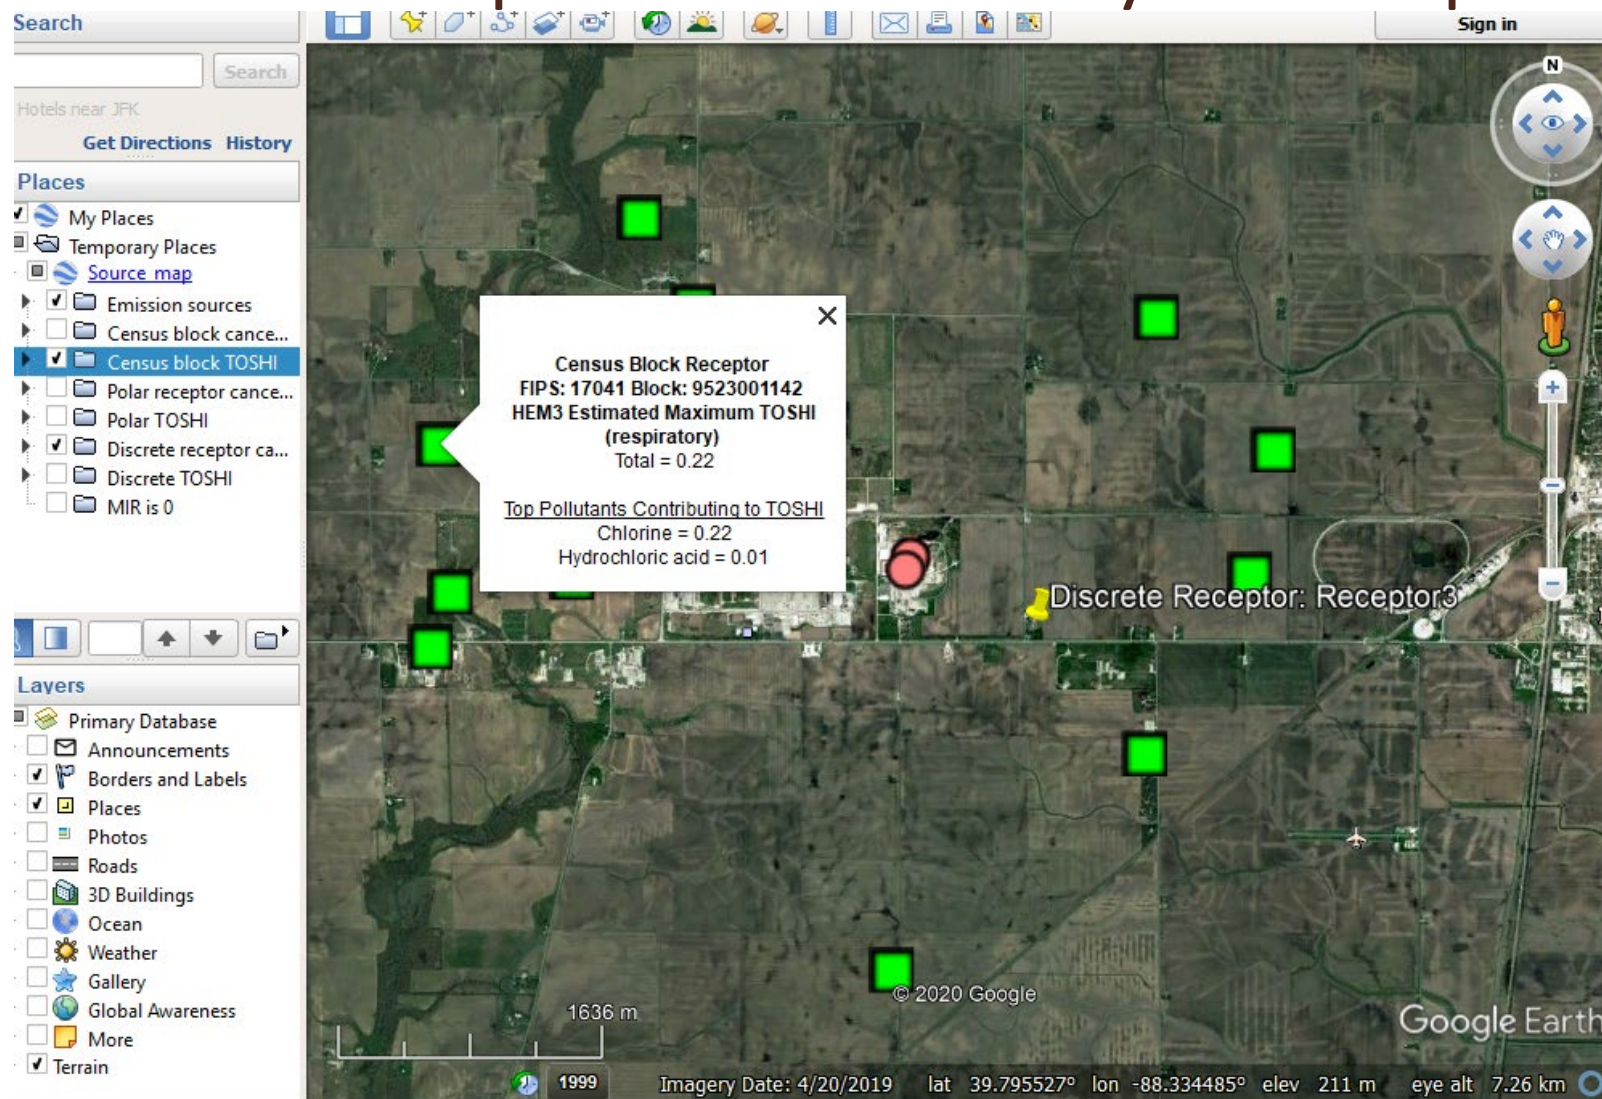 Search
Sign in
Search
Hotels near JFK
Get Directions History
Places
My Places
Temporary Places
Source map
Emission sources
Census block cance...
Census block TOSHI
Polar receptor cance...
Polar TOSHI
Discrete receptor ca...
Discrete TOSHI
MIR is 0
Layers
Primary Database
Announcements
Borders and Labels
Places
Photos
Roads
3D Buildings
Ocean
Weather
Gallery
Global Awareness
More
Terrain
N
Census Block Receptor
FIPS: 17041 Block: 9523001142
HEM3 Estimated Maximum TOSHI
(respiratory)
Total = 0.22
Top Pollutants Contributing to TOSHI
Chlorine = 0.22
Hydrochloric acid = 0.01
Discrete Receptor: Receptor3
© 2020 Google
1636 m
Google Earth
1999
Imagery Date: 4/20/2019 lat 39.795527° lon -88.334485° elev 211 m eye alt 7.26 km